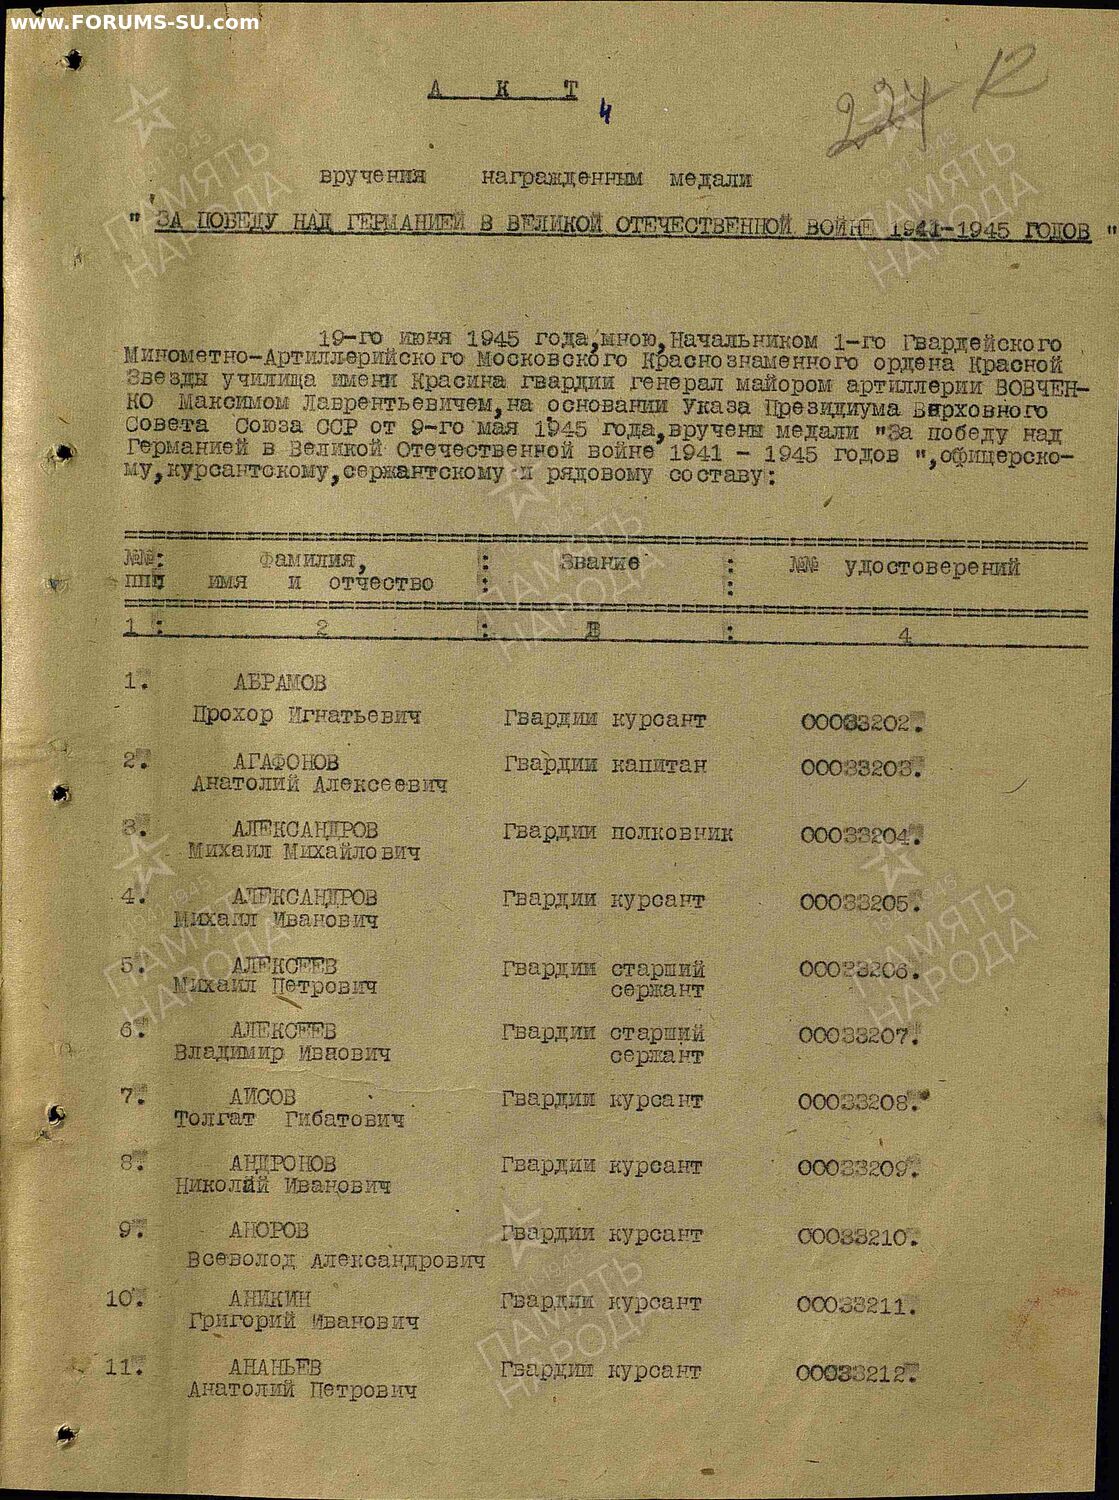 www.FORUMS-SU.com
А К Т
4
224 12
вручения награжденным медали
" ЗА ПОБЕДУ НАД ГЕРМАНИЕЙ В ВЕЛИКОЙ ОТЕЧЕСТВЕННОЙ ВОЙНЕ 1941-1945 ГОДОВ "
19-го июня 1945 года,мною,Начальником 1-го Гвардейского
Минометно-Артиллерийского Московского Краснознаменного ордена Красной
Звезды училища имени Красина гвардии генерал майором артиллерии ВОВЧЕН-
КО Максимом Лаврентьевичем,на основании Указа Президиума Верховного
Совета Союза ССР от 9-го мая 1945 года,вручены медали "За победу над
Германией в Великой Отечественной войне 1941 - 1945 годов ",офицерско-
му,курсантскому,сержантскому и рядовому составу:
№№: Фамилия, : Звание : №№ удостоверений
ппп имя и отчество : :
1 : 2 : 3 : 4
1. АБРАМОВ
Прохор Игнатьевич Гвардии курсант 00033202.
2. АГАФОНОВ Гвардии капитан 00033203.
Анатолий Алексеевич
3. АЛЕКСАНДРОВ Гвардии полковник 00033204.
Михаил Михайлович
4. АЛЕКСАНДРОВ Гвардии курсант 00033205.
Михаил Иванович
5. АЛЕКСЕЕВ Гвардии старший 00033206.
Михаил Петрович сержант
6. АЛЕКСЕЕВ Гвардии старший 00033207.
Владимир Иванович сержант
7. АИСОВ Гвардии курсант 00033208.
Толгат Гибатович
8. АНДРОНОВ Гвардии курсант 00033209.
Николай Иванович
9. АНОРОВ Гвардии курсант 00033210.
Всеволод Александрович
10. АНИКИН Гвардии курсант 00033211.
Григорий Иванович
11. АНАНЬЕВ Гвардии курсант 00033212.
Анатолий Петрович
ПАМЯТЬ НАРОДА
1941-1945